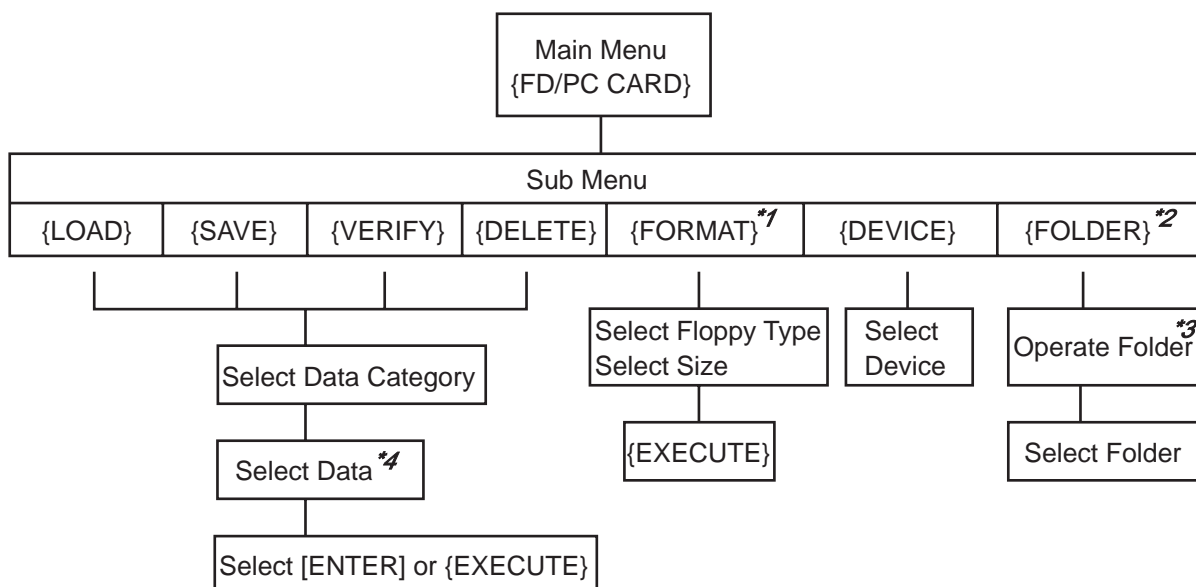 Main Menu
{FD/PC CARD}
Sub Menu
{LOAD} {SAVE} {VERIFY} {DELETE} {FORMAT}*1 {DEVICE} {FOLDER}*2
Select Floppy Type
Select Size
Select
Device
Operate Folder*3
Select Data Category
{EXECUTE}
Select Folder
Select Data*4
Select [ENTER] or {EXECUTE}